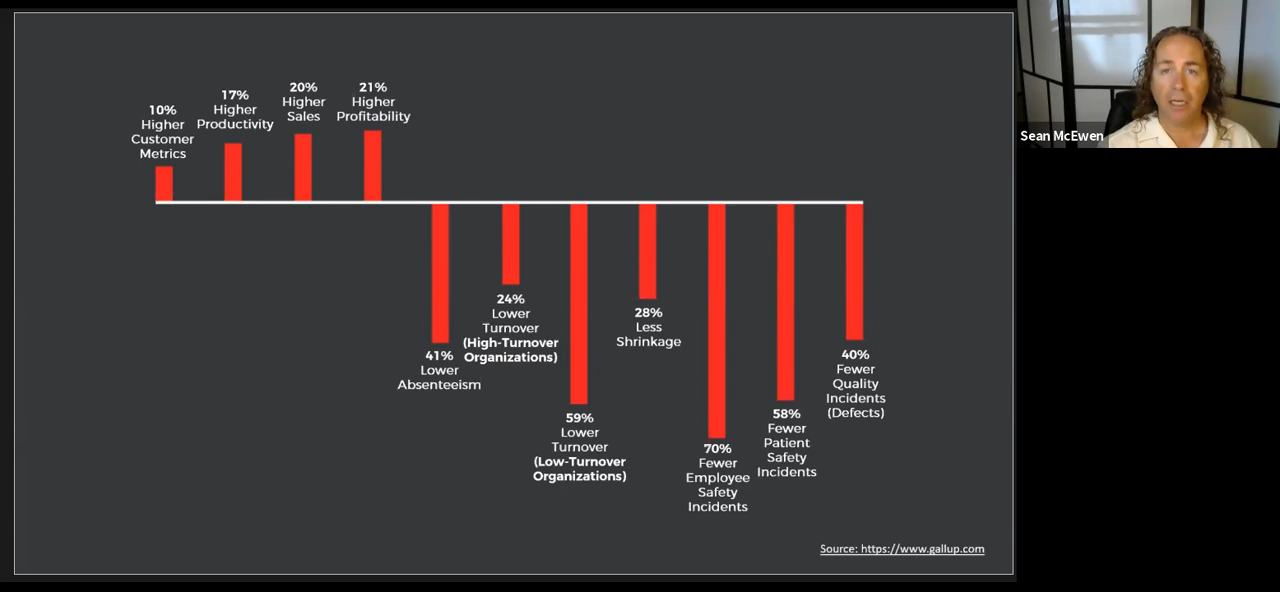 10%
Higher
Customer
Metrics
17%
Higher
Productivity
20%
Higher
Sales
21%
Higher
Profitability
41%
Lower
Absenteeism
24%
Lower
Turnover
(High-Turnover
Organizations)
59%
Lower
Turnover
(Low-Turnover
Organizations)
28%
Less
Shrinkage
70%
Fewer
Employee
Safety
Incidents
58%
Fewer
Patient
Safety
Incidents
40%
Fewer
Quality
Incidents
(Defects)
Source: https://www.gallup.com
Sean McEwen